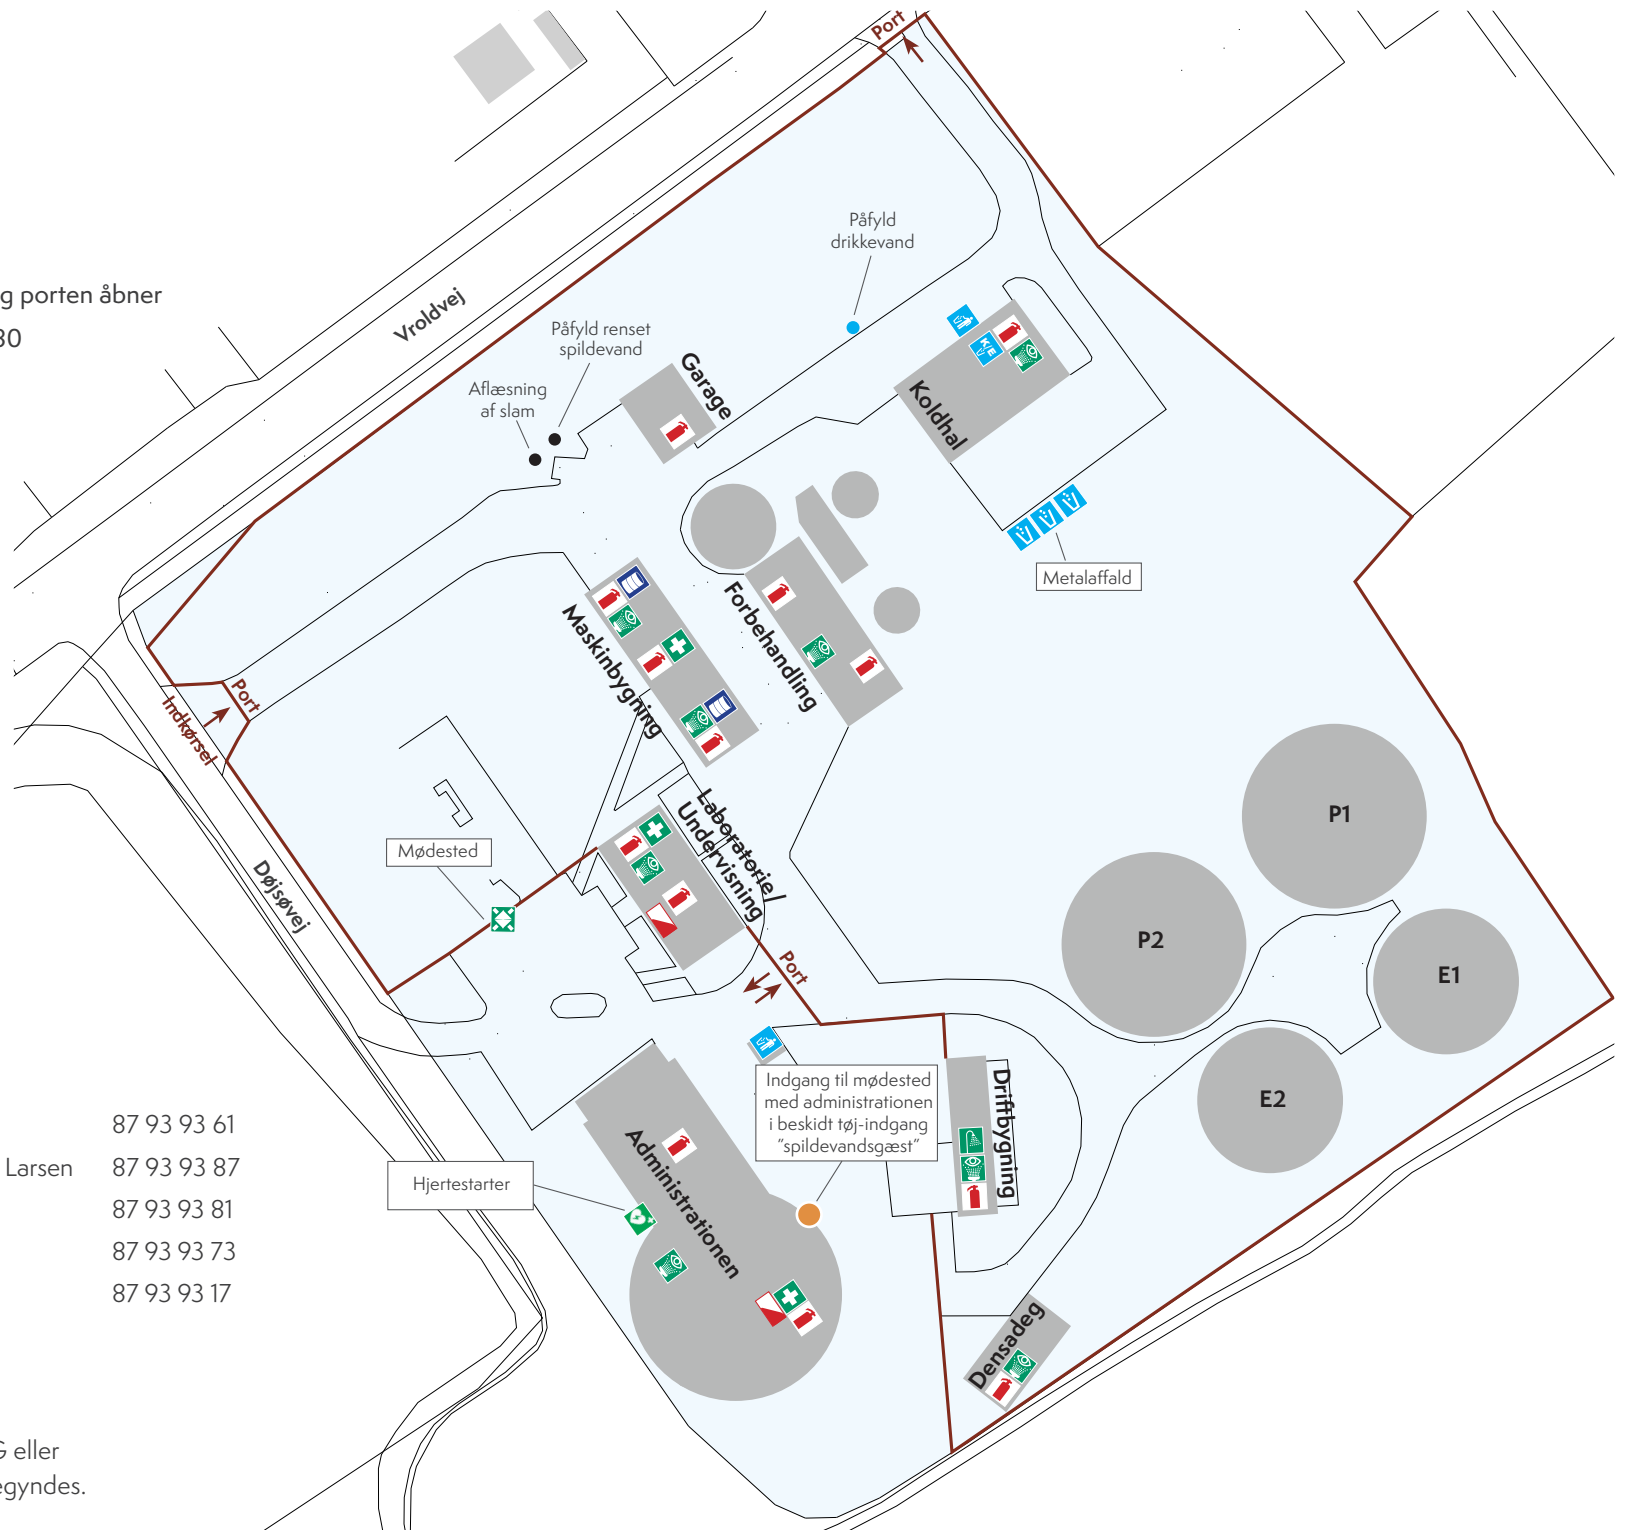 Port
Påfyld
drikkevand
g porten åbner
30
Vroldvej
Påfyld renset
spildevand
Aflæsning
af slam
Garage
K/E
Koldhal
Metalaffald
Maskinbygning
Forbehandling
Port
Indkørsel
P1
Mødested
Laboratorie/
Undervisning
Døjsøvej
P2
Port
E1
Indgang til mødested
med administrationen
i beskidt tøj-indgang
"spildevandsgæst"
Driftbygning
E2
87 93 93 61
Larsen 87 93 93 87
87 93 93 81
87 93 93 73
87 93 93 17
Hjertestarter
Administrationen
Densadeg
G eller
egyndes.